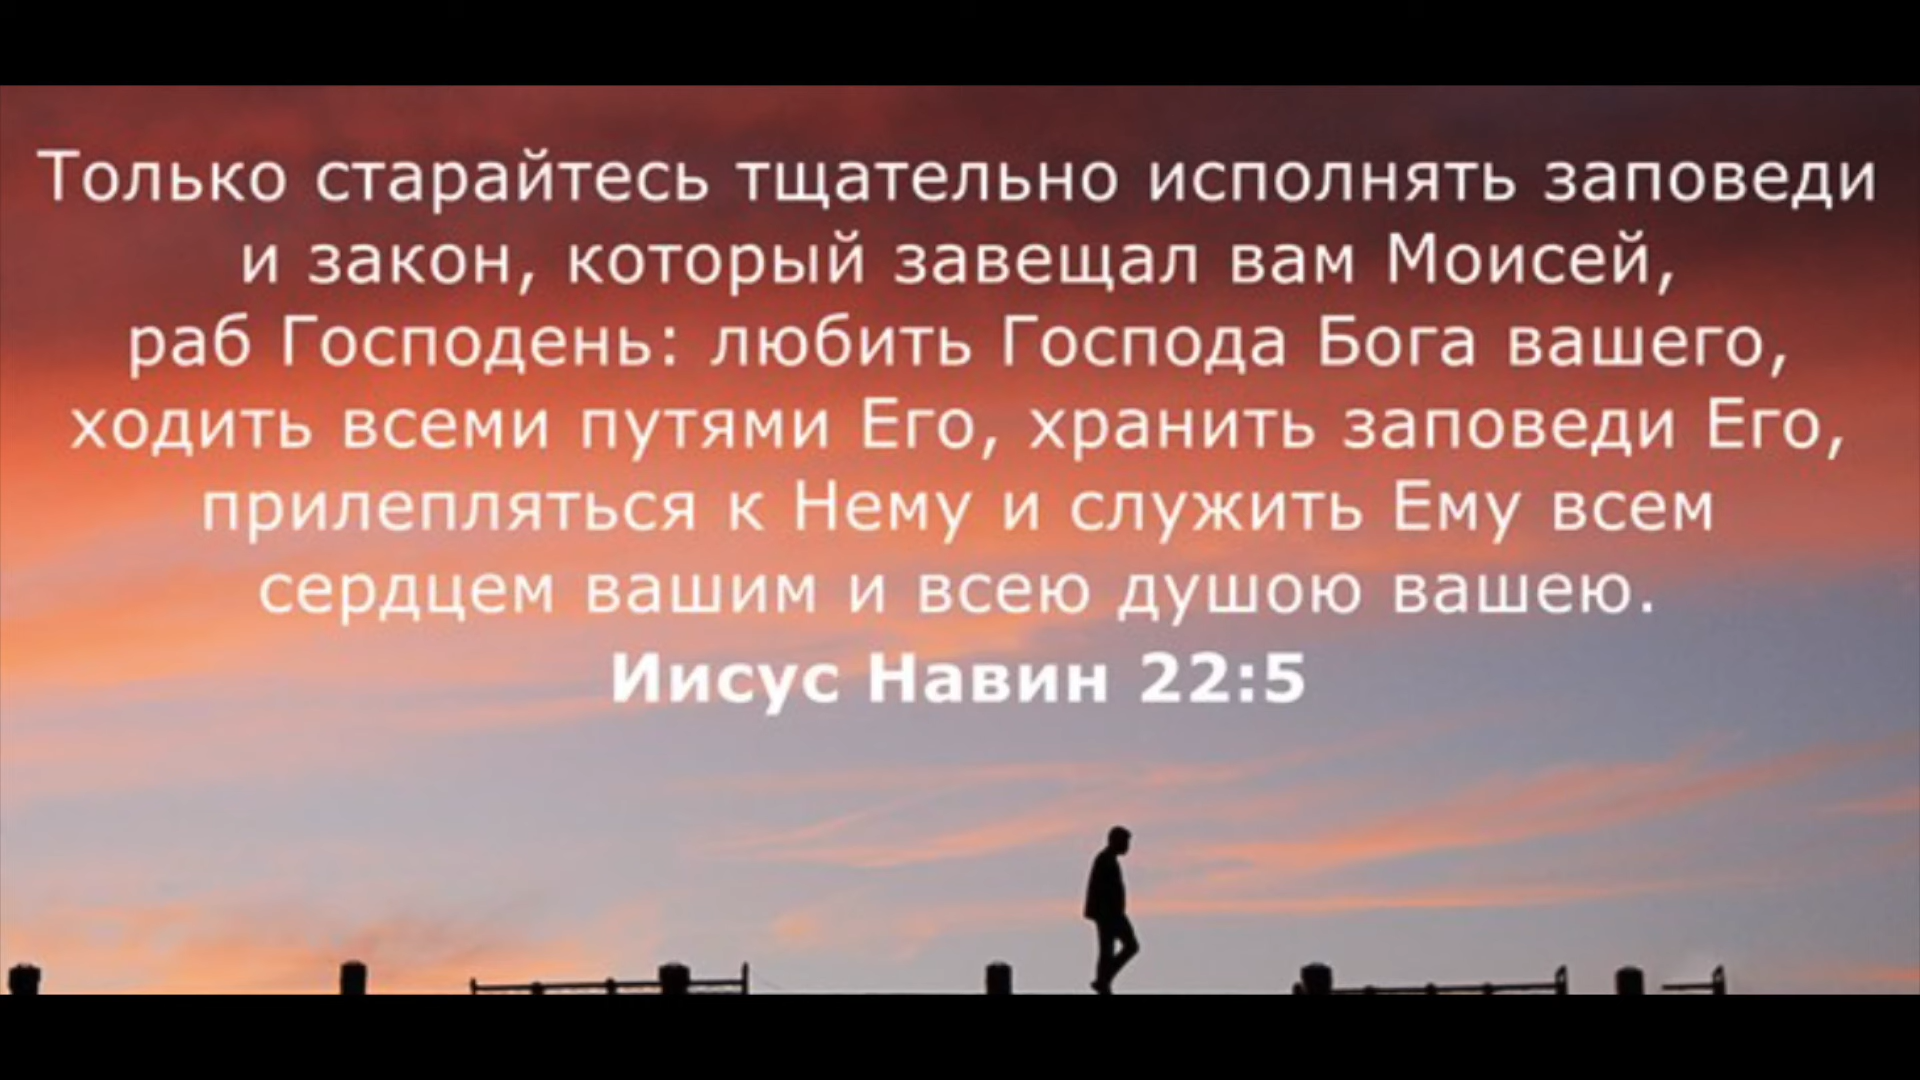 Только старайтесь тщательно исполнять заповеди
и закон, который завещал вам Моисей,
раб Господень: любить Господа Бога вашего,
ходить всеми путями Его, хранить заповеди Его,
прилепляться к Нему и служить Ему всем
сердцем вашим и всею душою вашею.
Иисус Навин 22:5